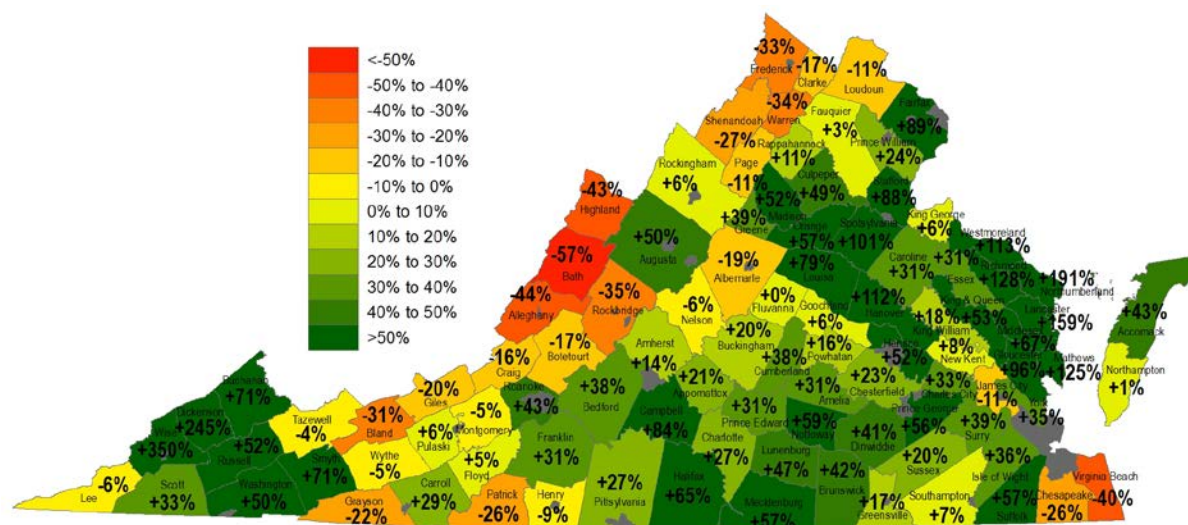 <-50%
-50% to -40%
-40% to -30%
-30% to -20%
-20% to -10%
-10% to 0%
0% to 10%
10% to 20%
20% to 30%
30% to 40%
40% to 50%
>50%
-33%
Frederick
-17%
Clarke
-11%
Loudoun
Fairfax
+89%
-34%
Warren
Shenandoah
-27%
Fauquier
+3%
Prince William
+24%
Rappahannock
+11%
Page
-11%
Rockingham
+6%
Culpeper
+49%
Stafford
+88%
+52%
Madison
+39%
Greene
King George
+6%
Westmoreland
+113%
-43%
Highland
+50%
Augusta
Orange
+57%
Spotsylvania
+101%
Caroline
+31%
+31%
Essex
Richmond
+128%
+191%
Northumberland
-57%
Bath
-19%
Albemarle
+79%
Louisa
+43%
Accomack
-44%
Alleghany
-35%
Rockbridge
-6%
Nelson
+0%
Fluvanna
Goochland
+6%
+112%
Hanover
King & Queen
+53%
+18%
King William
Lancaster
+159%
Middlesex
+67%
-17%
Botetourt
-16%
Craig
Amherst
+14%
+20%
Buckingham
+16%
Powhatan
Henrico
+52%
+8%
New Kent
Gloucester
+96%
Mathews
+125%
Northampton
+1%
+38%
Cumberland
+21%
Appomattox
+31%
Amelia
+23%
Chesterfield
+33%
Charles City
James City
-11%
York
+35%
-20%
Giles
Roanoke
+43%
+38%
Bedford
Campbell
+84%
+31%
Prince Edward
+59%
Nottoway
+41%
Dinwiddie
Prince George
+56%
+39%
Surry
Buchanan
+71%
Dickenson
+245%
Wise
+350%
Tazewell
-4%
-31%
Bland
-5%
Montgomery
+6%
Pulaski
Franklin
+31%
Charlotte
+27%
Lunenburg
+47%
+42%
Brunswick
+20%
Sussex
+36%
Isle of Wight
+52%
Russell
Smyth
+71%
Wythe
-5%
+5%
Floyd
+27%
Pittsylvania
Halifax
+65%
Mecklenburg
+57%
+17%
Greensville
Southampton
+7%
+57%
Suffolk
Chesapeake
-26%
Virginia Beach
-40%
-6%
Lee
Scott
+33%
Washington
+50%
Grayson
-22%
Carroll
+29%
Patrick
-26%
Henry
-9%